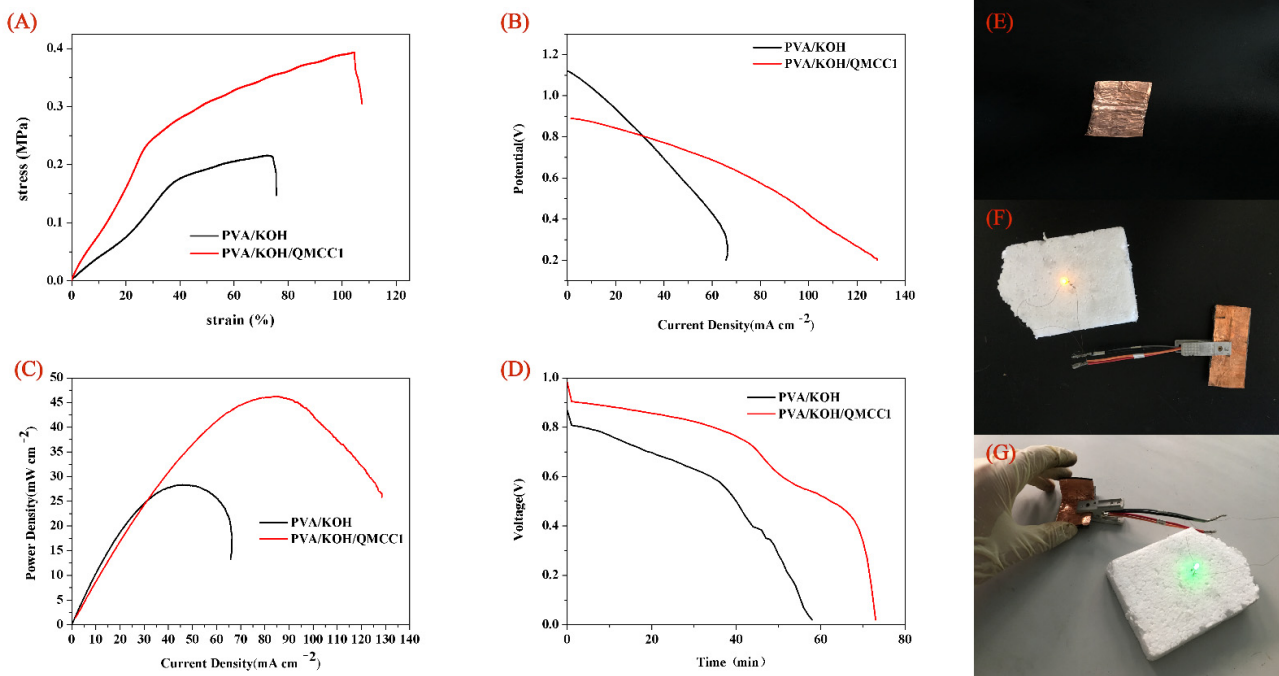 (A)
0.4
0.3
0.2
0.1
0.0
0 20 40 60 80 100 120
stress (MPa)
strain (%)
PVA/KOH
PVA/KOH/QMCC1
(B)
1.2
1.0
0.8
0.6
0.4
0.2
0 20 40 60 80 100 120 140
Potential(V)
Current Density(mA cm -2)
PVA/KOH
PVA/KOH/QMCC1
(C)
50
45
40
35
30
25
20
15
10
5
0
0 10 20 30 40 50 60 70 80 90 100 110 120 130 140
Power Density(mW cm -2)
Current Density(mA cm -2)
PVA/KOH
PVA/KOH/QMCC1
(D)
1.0
0.8
0.6
0.4
0.2
0.0
0 20 40 60 80
Voltage(V)
Time (min)
PVA/KOH
PVA/KOH/QMCC1
(E)
(F)
(G)